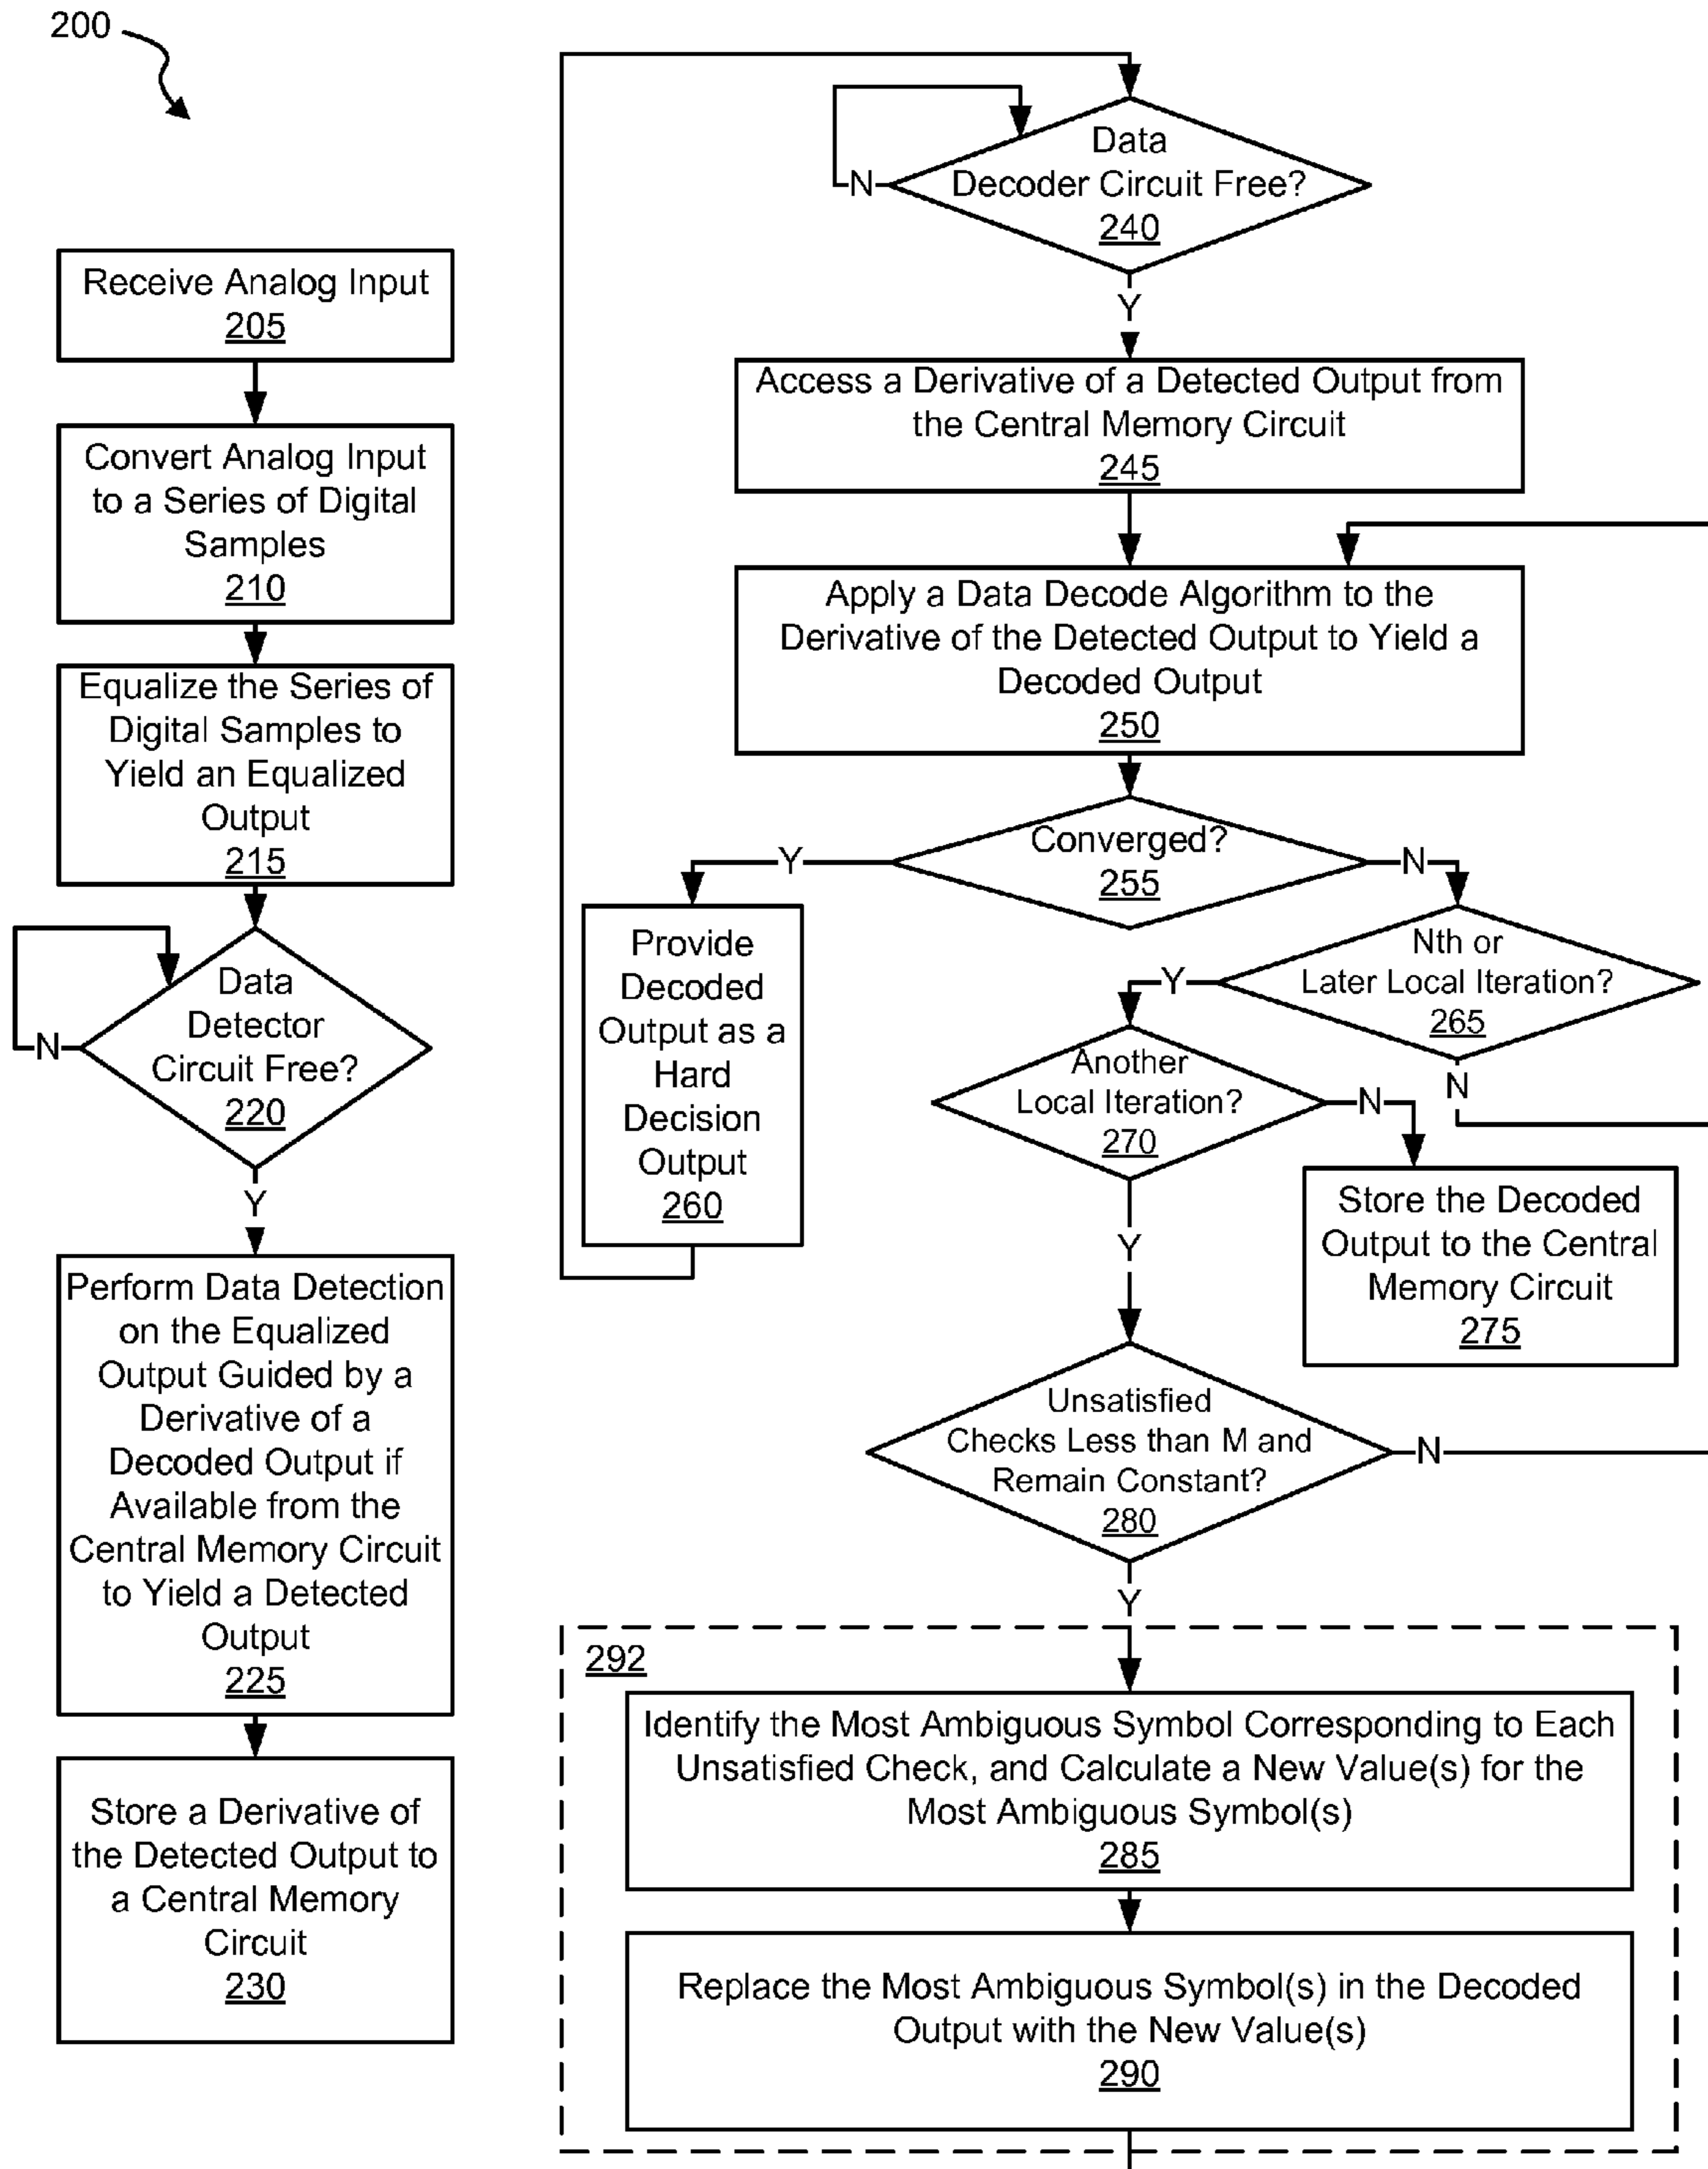 200
Receive Analog Input
205
Convert Analog Input
to a Series of Digital
Samples
210
Equalize the Series of
Digital Samples to
Yield an Equalized
Output
215
Data
Detector
Circuit Free?
220
N
Y
Perform Data Detection
on the Equalized
Output Guided by a
Derivative of a
Decoded Output if
Available from the
Central Memory Circuit
to Yield a Detected
Output
225
Store a Derivative of
the Detected Output to
a Central Memory
Circuit
230
Data
Decoder Circuit Free?
240
N
Y
Access a Derivative of a Detected Output from
the Central Memory Circuit
245
Apply a Data Decode Algorithm to the
Derivative of the Detected Output to Yield a
Decoded Output
250
Converged?
255
Y
N
Provide
Decoded
Output as a
Hard
Decision
Output
260
Nth or
Later Local Iteration?
265
Y
N
Another
Local Iteration?
270
N
Y
Store the Decoded
Output to the Central
Memory Circuit
275
Unsatisfied
Checks Less than M and
Remain Constant?
280
N
Y
292
Identify the Most Ambiguous Symbol Corresponding to Each
Unsatisfied Check, and Calculate a New Value(s) for the
Most Ambiguous Symbol(s)
285
Replace the Most Ambiguous Symbol(s) in the Decoded
Output with the New Value(s)
290